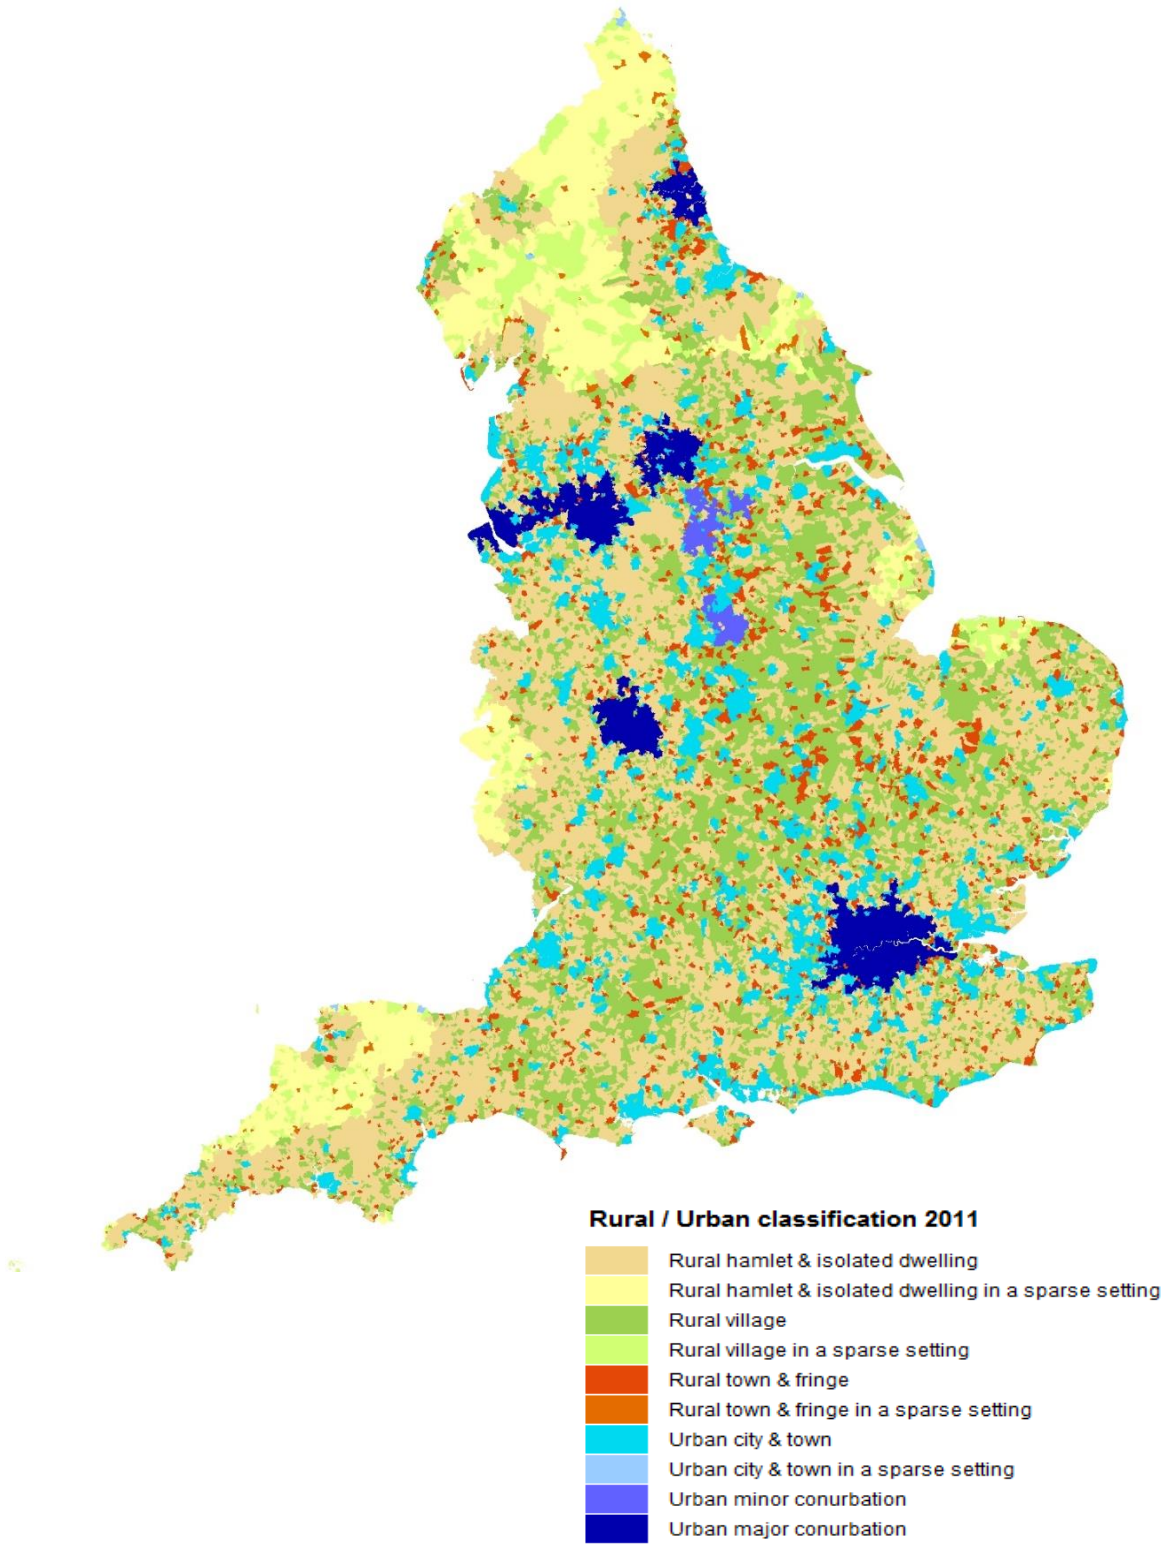 Rural / Urban classification 2011
Rural hamlet & isolated dwelling
Rural hamlet & isolated dwelling in a sparse setting
Rural village
Rural village in a sparse setting
Rural town & fringe
Rural town & fringe in a sparse setting
Urban city & town
Urban city & town in a sparse setting
Urban minor conurbation
Urban major conurbation